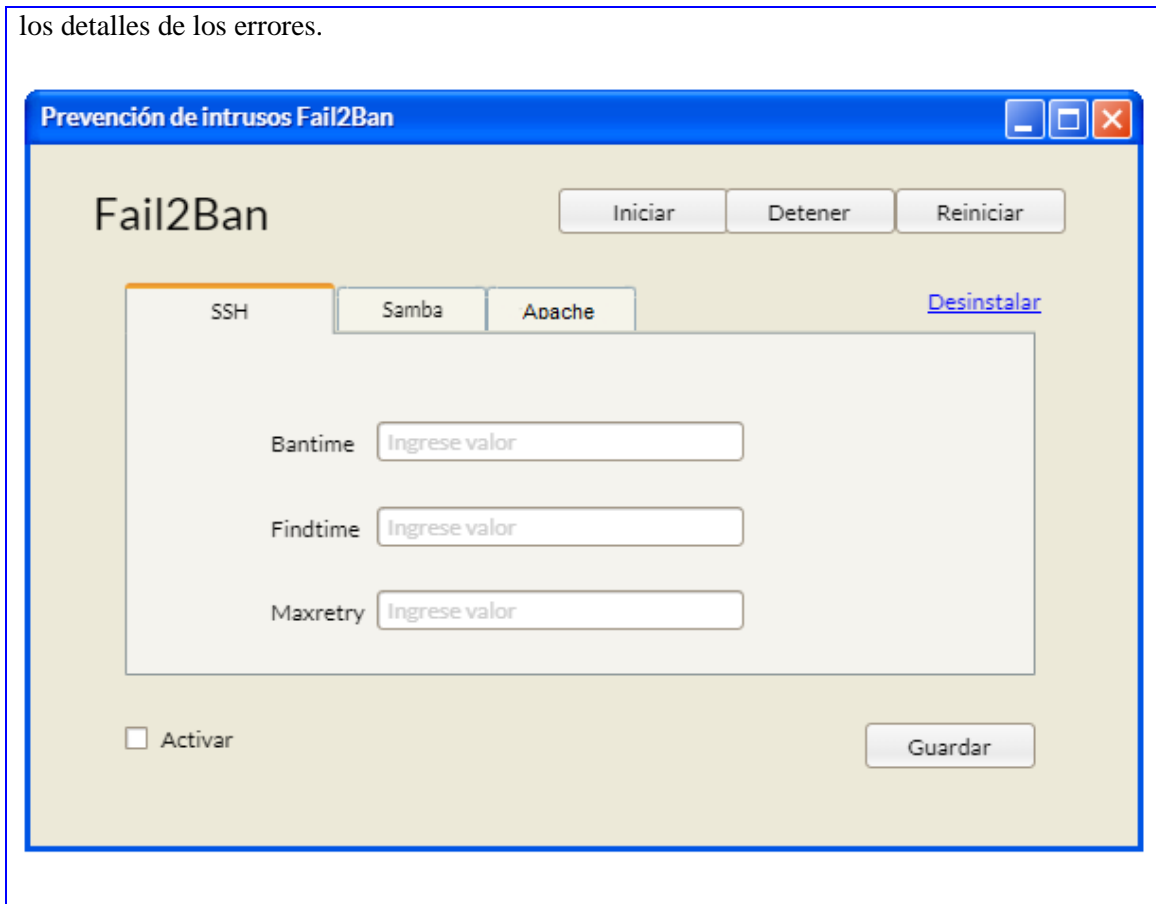 los detalles de los errores.
Prevención de intrusos Fail2Ban
Fail2Ban
Iniciar Detener Reiniciar
SSH Samba Apache Desinstalar
Bantime Ingrese valor
Findtime Ingrese valor
Maxretry Ingrese valor
Activar Guardar